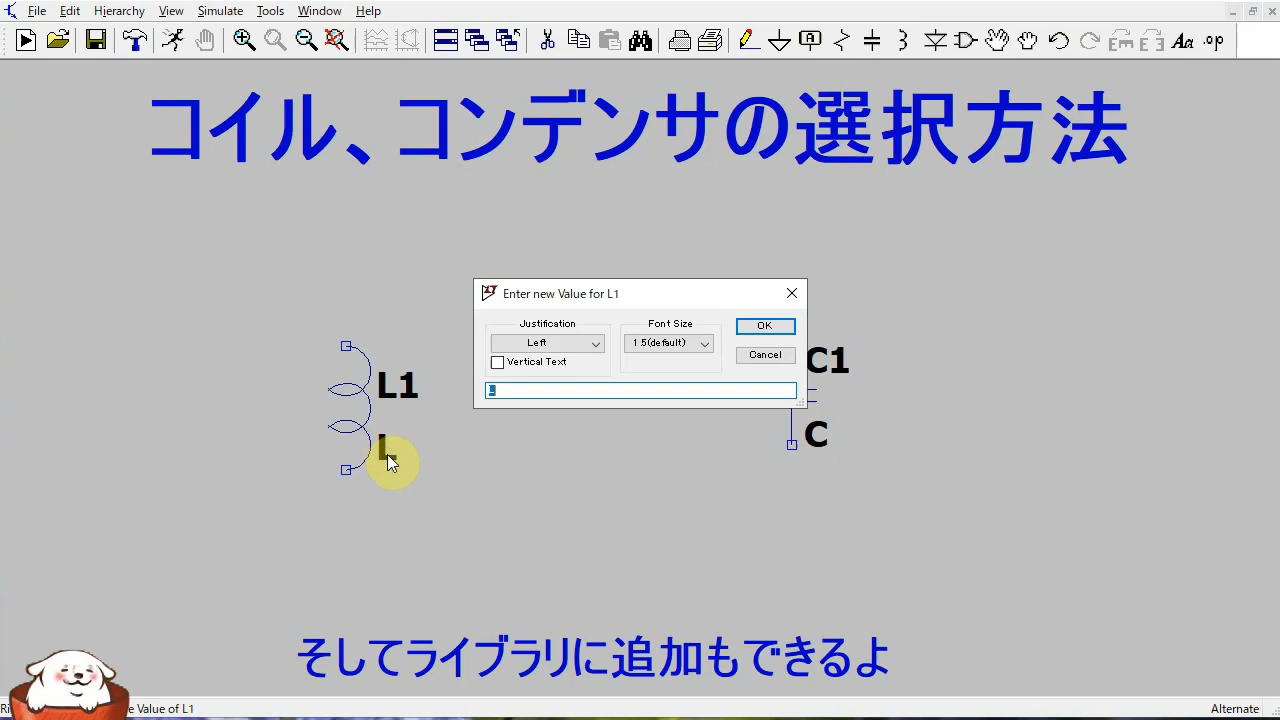 File Edit Hierarchy View Simulate Tools Window Help
コイル、コンデンサの選択方法
Enter new Value for L1
Justification
Font Size
OK
Left
1.5(default)
Vertical Text
Cancel
L
L1
L
C1
C
そしてライブラリに追加もできるよ
Value of L1
Alternate